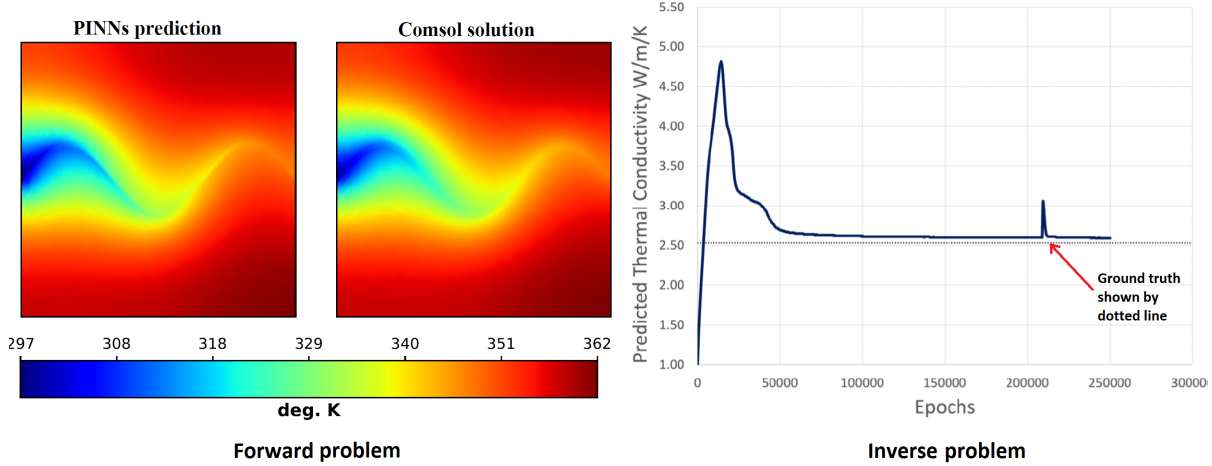 PINNs prediction
Comsol solution
297 308 318 329 340 351 362
deg. K
Forward problem
Predicted Thermal Conductivity W/m/K
5.50
5.00
4.50
4.00
3.50
3.00
2.50
2.00
1.50
1.00
Ground truth
shown by
dotted line
0 50000 100000 150000 200000 250000 30000
Epochs
Inverse problem